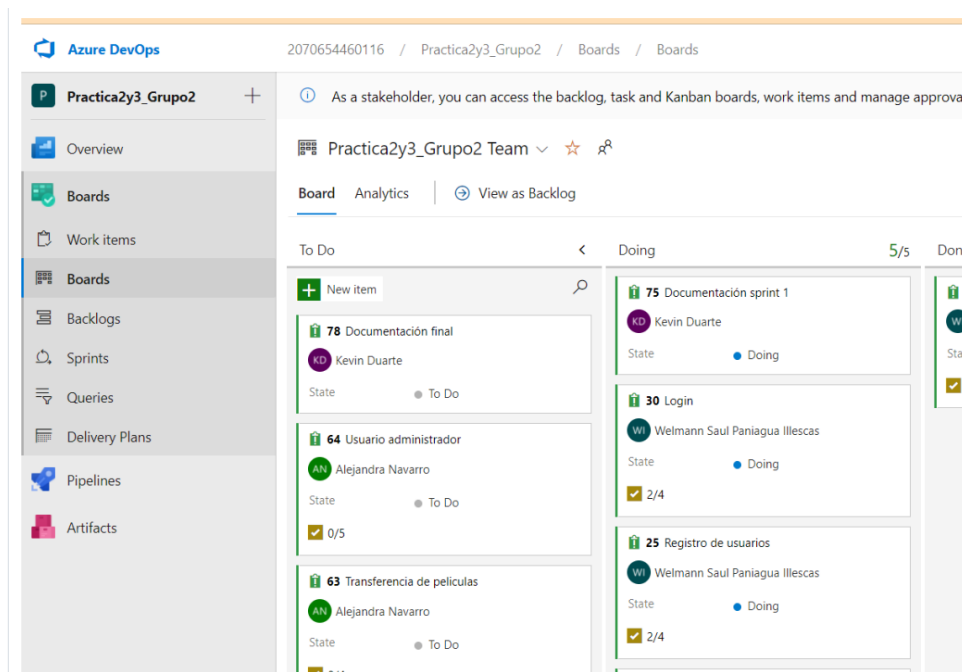 Azure DevOps
2070654460116 / Practica2y3_Grupo2 / Boards / Boards
P Practica2y3_Grupo2
As a stakeholder, you can access the backlog, task and Kanban boards, work items and manage approva
Overview
Boards
Work items
Boards
Backlogs
Sprints
Queries
Delivery Plans
Pipelines
Artifacts
Practica2y3_Grupo2 Team
Board Analytics View as Backlog
To Do
New item
78 Documentación final
KD Kevin Duarte
State To Do
64 Usuario administrador
AN Alejandra Navarro
State To Do
0/5
63 Transferencia de peliculas
AN Alejandra Navarro
State To Do
Doing 5/5
75 Documentación sprint 1
KD Kevin Duarte
State Doing
30 Login
WI Welmann Saul Paniagua Illescas
State Doing
2/4
25 Registro de usuarios
WI Welmann Saul Paniagua Illescas
State Doing
2/4
Don
W
Sta